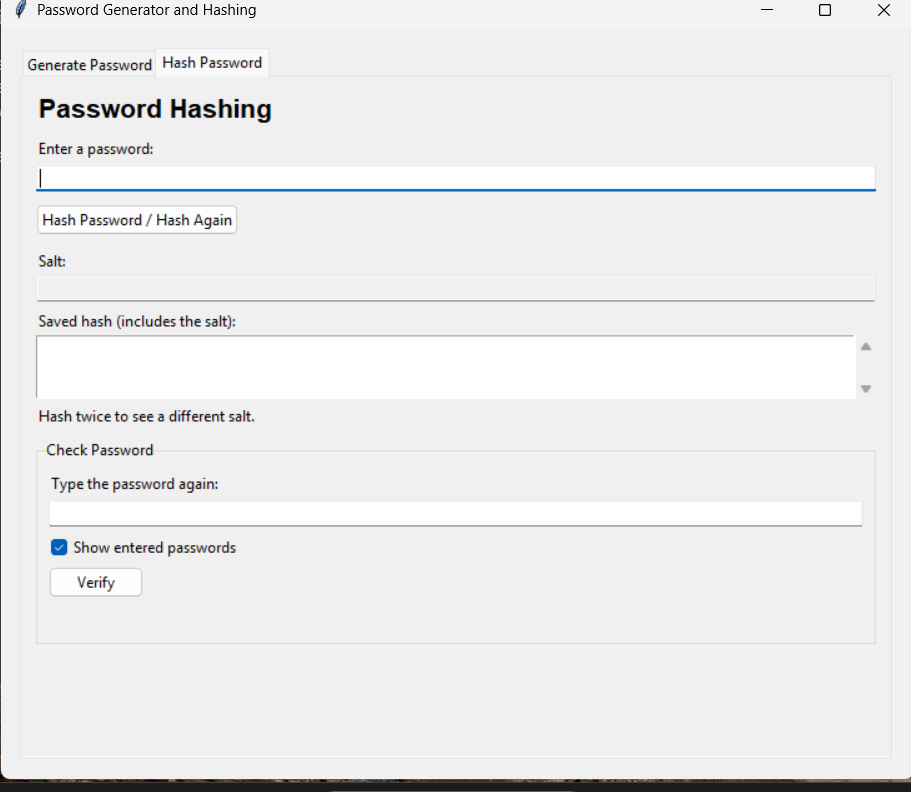 Password Generator and Hashing
Generate Password Hash Password
Password Hashing
Enter a password:
Hash Password / Hash Again
Salt:
Saved hash (includes the salt):
Hash twice to see a different salt.
Check Password
Type the password again:
Show entered passwords
Verify